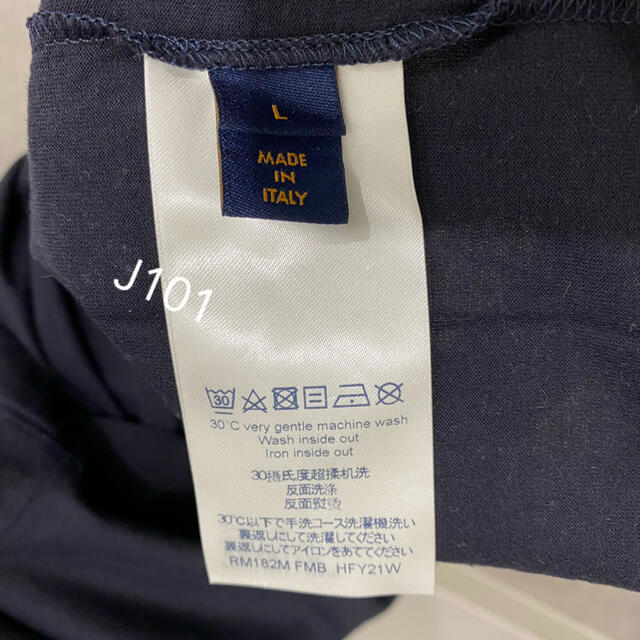 L
MADE
IN
ITALY
J101
30
30°C very gentle machine wash
Wash inside out
Iron inside out
30摄氏度超柔机洗
反面洗涤
反面熨烫
30℃以下で手洗コース洗濯機洗い
裏返しにして洗濯してください
裏返しにしてアイロンをあててください
RM182M FMB HFY21W